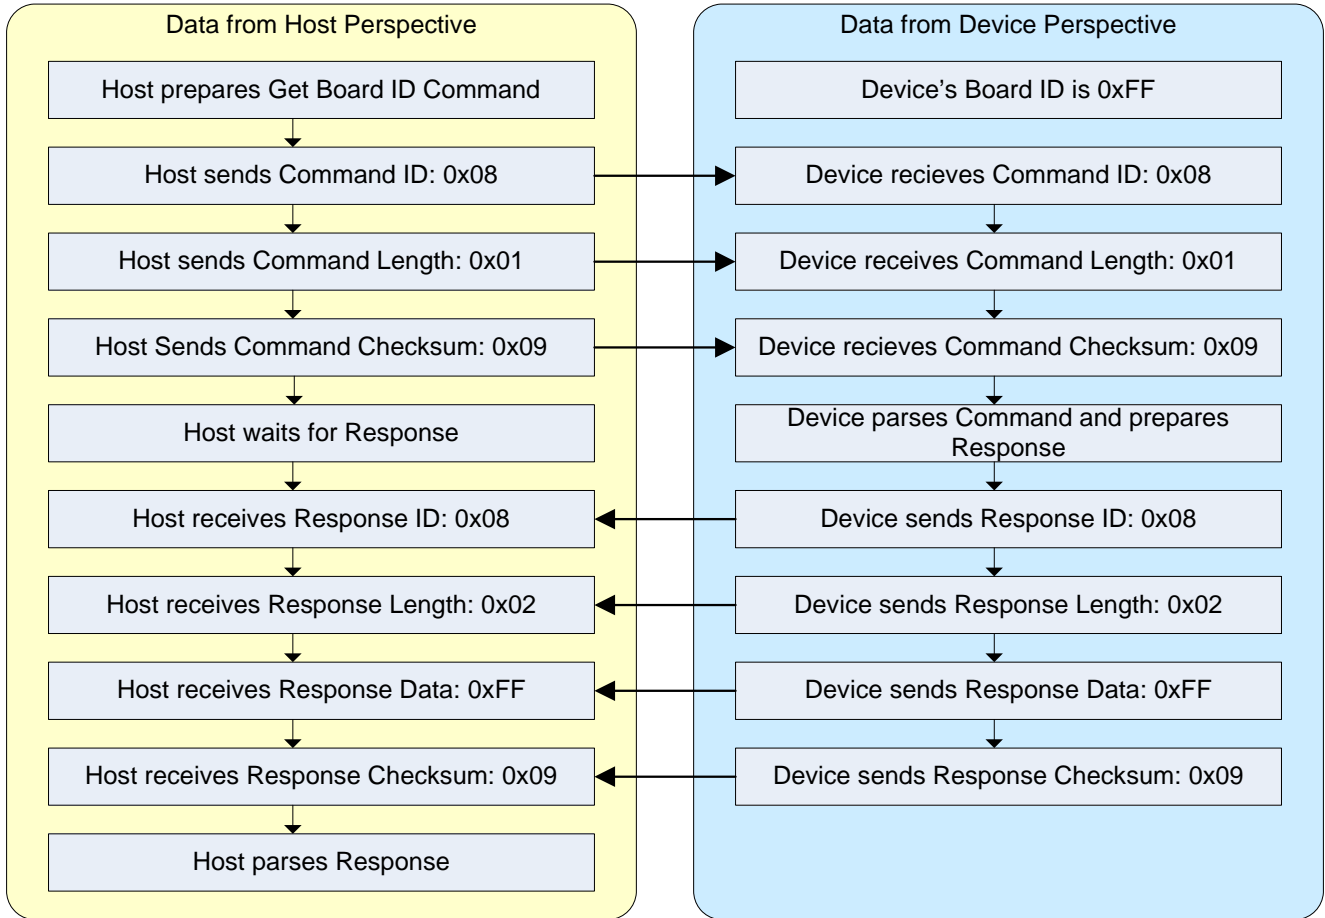 Data from Host Perspective
Host prepares Get Board ID Command
Host sends Command ID: 0x08
Host sends Command Length: 0x01
Host Sends Command Checksum: 0x09
Host waits for Response
Host receives Response ID: 0x08
Host receives Response Length: 0x02
Host receives Response Data: 0xFF
Host receives Response Checksum: 0x09
Host parses Response
Data from Device Perspective
Device’s Board ID is 0xFF
Device recieves Command ID: 0x08
Device receives Command Length: 0x01
Device recieves Command Checksum: 0x09
Device parses Command and prepares
Response
Device sends Response ID: 0x08
Device sends Response Length: 0x02
Device sends Response Data: 0xFF
Device sends Response Checksum: 0x09